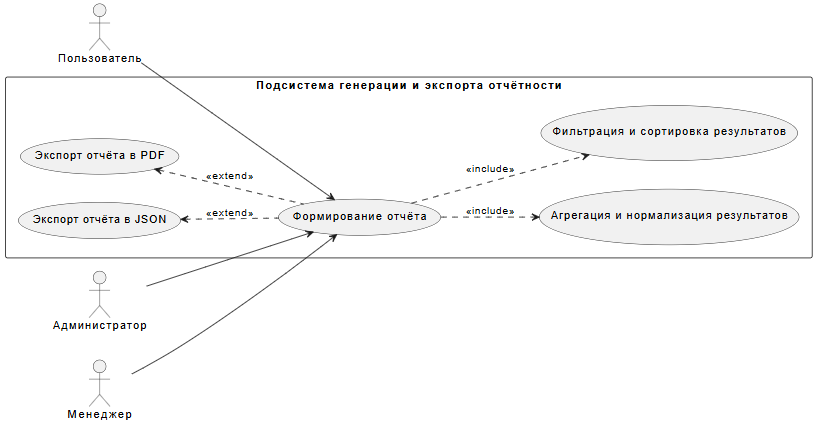 Пользователь
Подсистема генерации и экспорта отчётности
Фильтрация и сортировка результатов
Экспорт отчёта в PDF
«include»
«extend»
Экспорт отчёта в JSON
«extend»
Формирование отчёта
«include»
Агрегация и нормализация результатов
Администратор
Менеджер